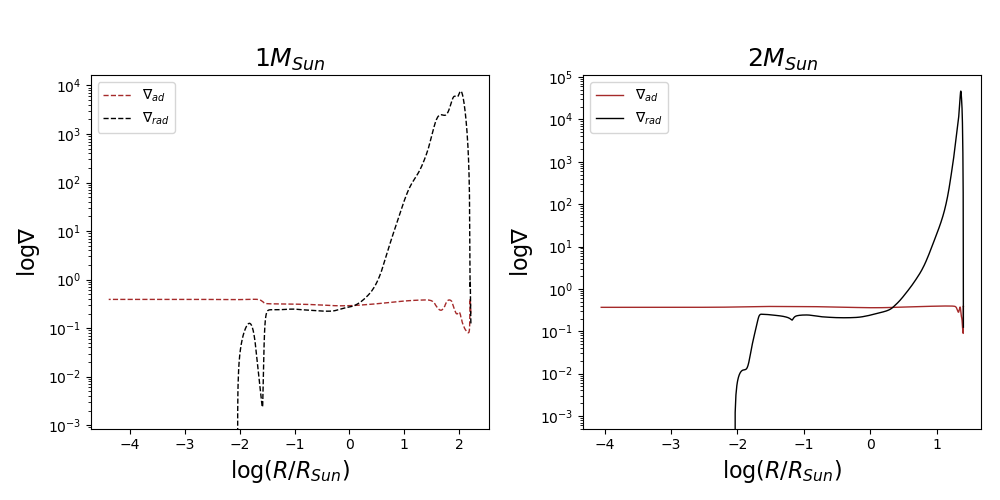 1M_Sun
∇_ad
∇_rad
10^4
10^3
10^2
10^1
10^0
10^−1
10^−2
10^−3
log∇
−4 −3 −2 −1 0 1 2
log(R/R_Sun)
2M_Sun
∇_ad
∇_rad
10^5
10^4
10^3
10^2
10^1
10^0
10^−1
10^−2
10^−3
log∇
−4 −3 −2 −1 0 1
log(R/R_Sun)